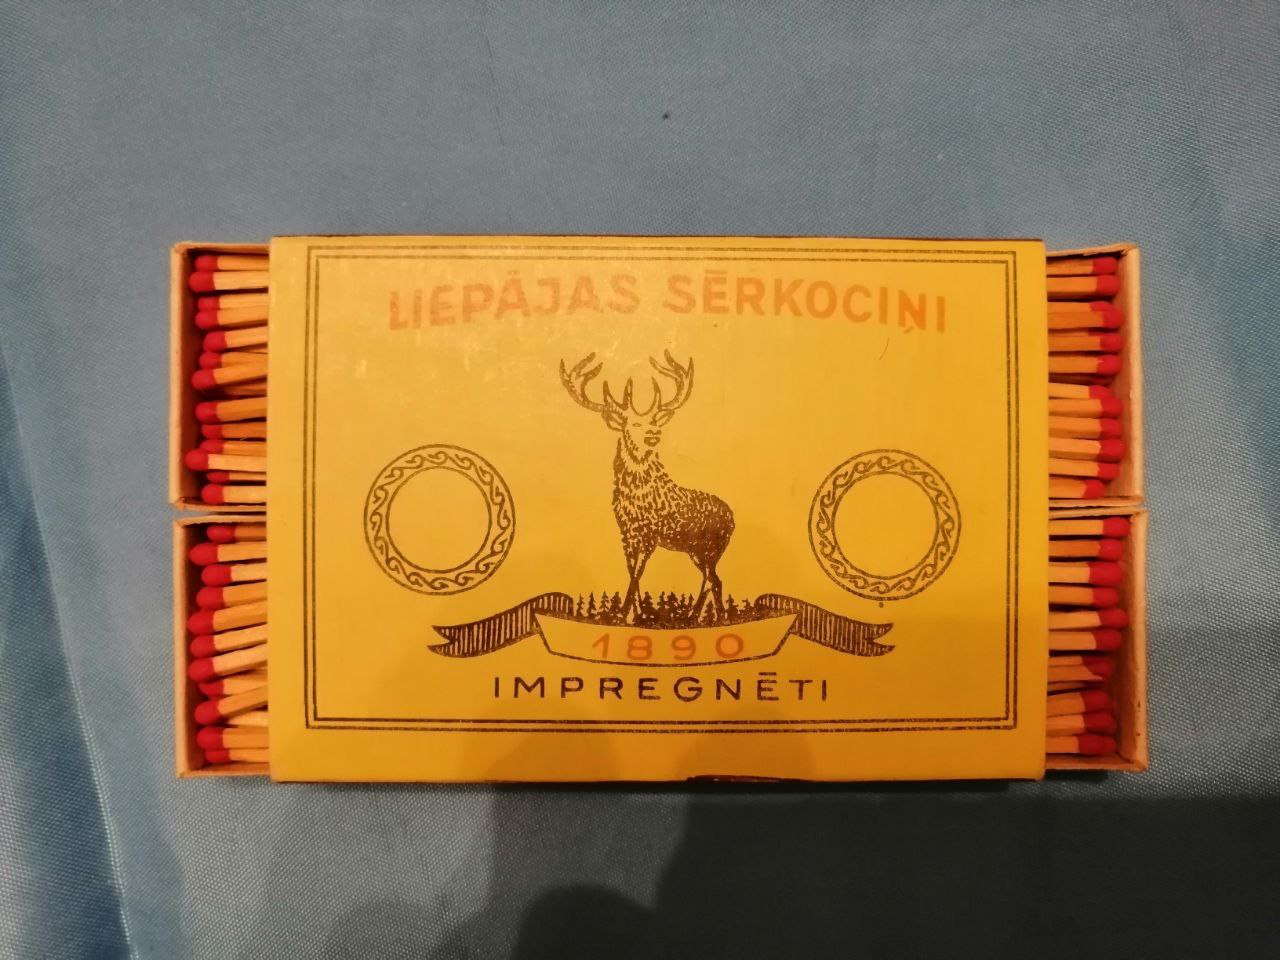 LIEPĀJAS SĒRKOCIŅI
1890
IMPREGNĒTI